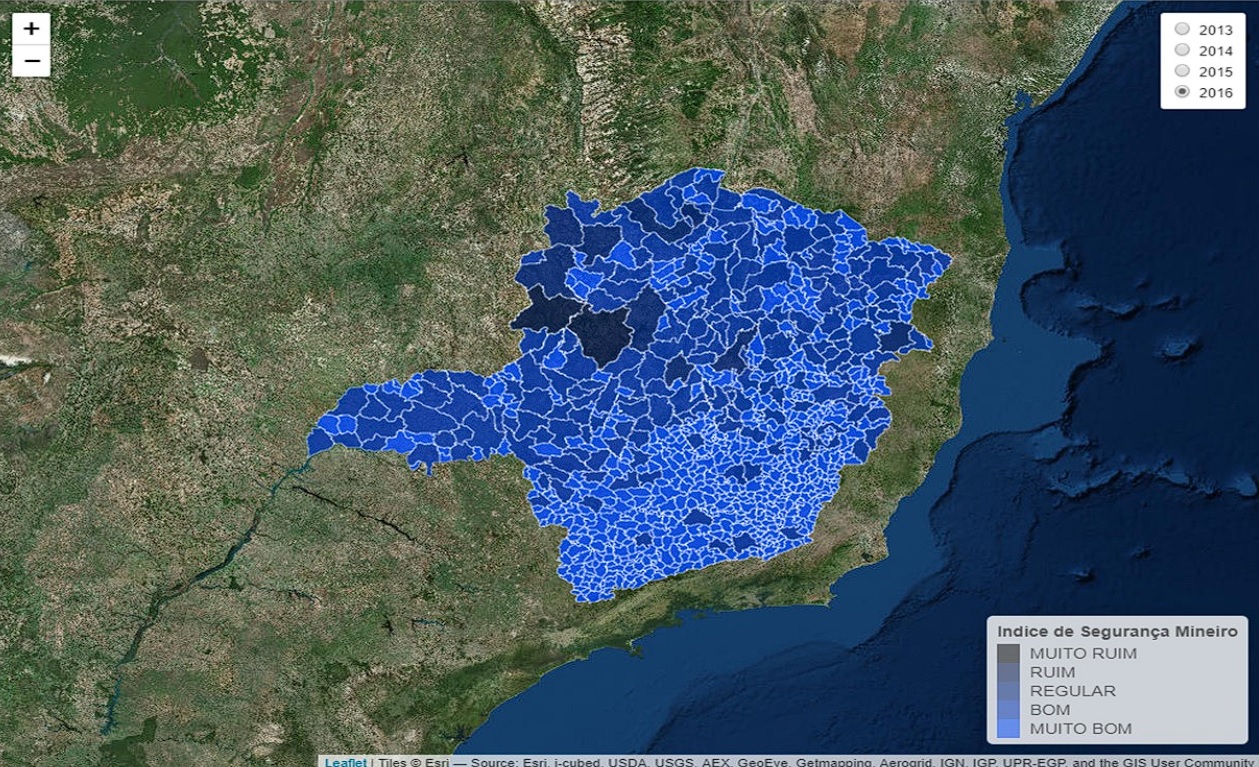 +
−
2013
2014
2015
2016
Indice de Segurança Mineiro
MUITO RUIM
RUIM
REGULAR
BOM
MUITO BOM
Leaflet | Tiles © Esri — Source: Esri, i-cubed, USDA, USGS, AEX, GeoEye, Getmapping, Aerogrid, IGN, IGP, UPR-EGP, and the GIS User Community